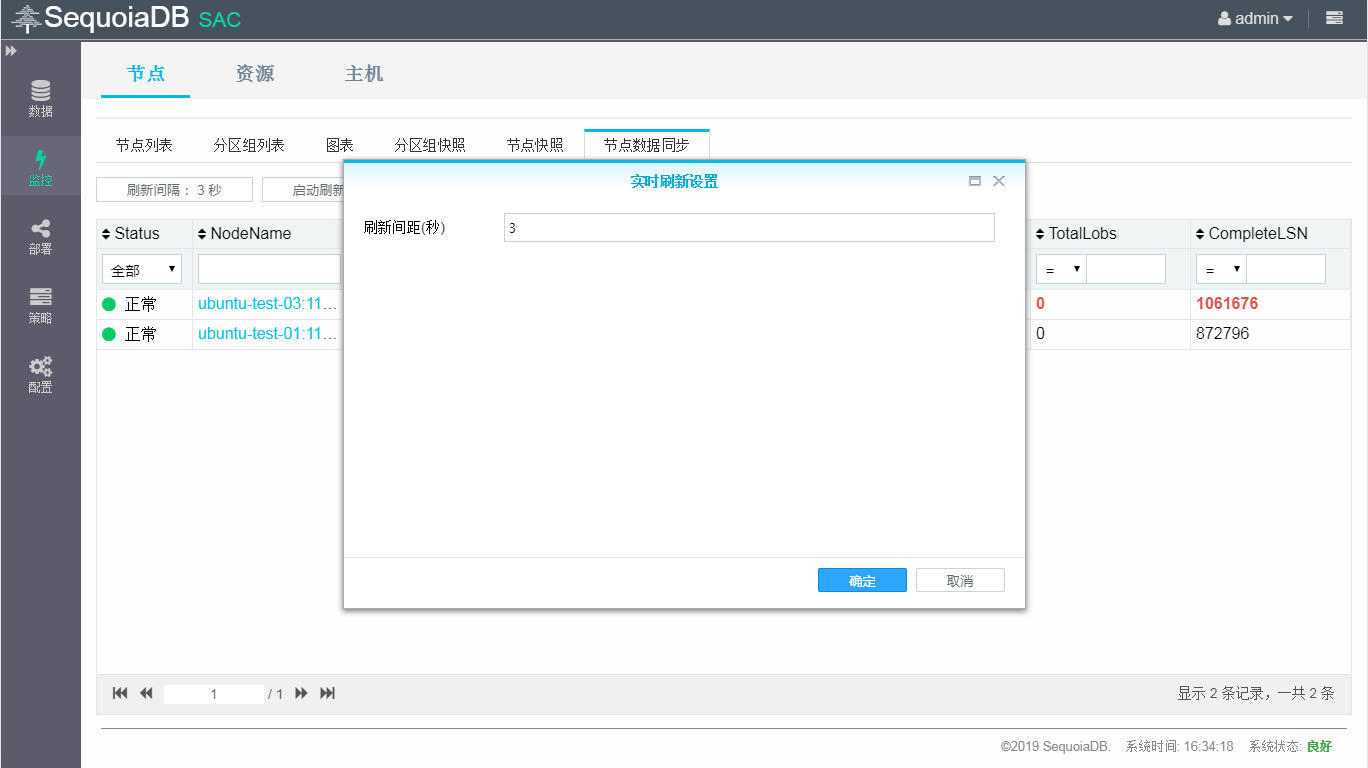 SequoiaDB SAC
admin
节点 资源 主机
数据
监控
部署
策略
配置
节点列表 分区组列表 图表 分区组快照 节点快照 节点数据同步
刷新间隔： 3 秒 启动刷新
实时刷新设置
刷新间距(秒) 3
确定 取消
Status NodeName TotalLobs CompleteLSN
全部 = =
正常 ubuntu-test-03:11... 0 1061676
正常 ubuntu-test-01:11... 0 872796
1 / 1
显示 2 条记录，一共 2 条
©2019 SequoiaDB. 系统时间: 16:34:18 系统状态: 良好